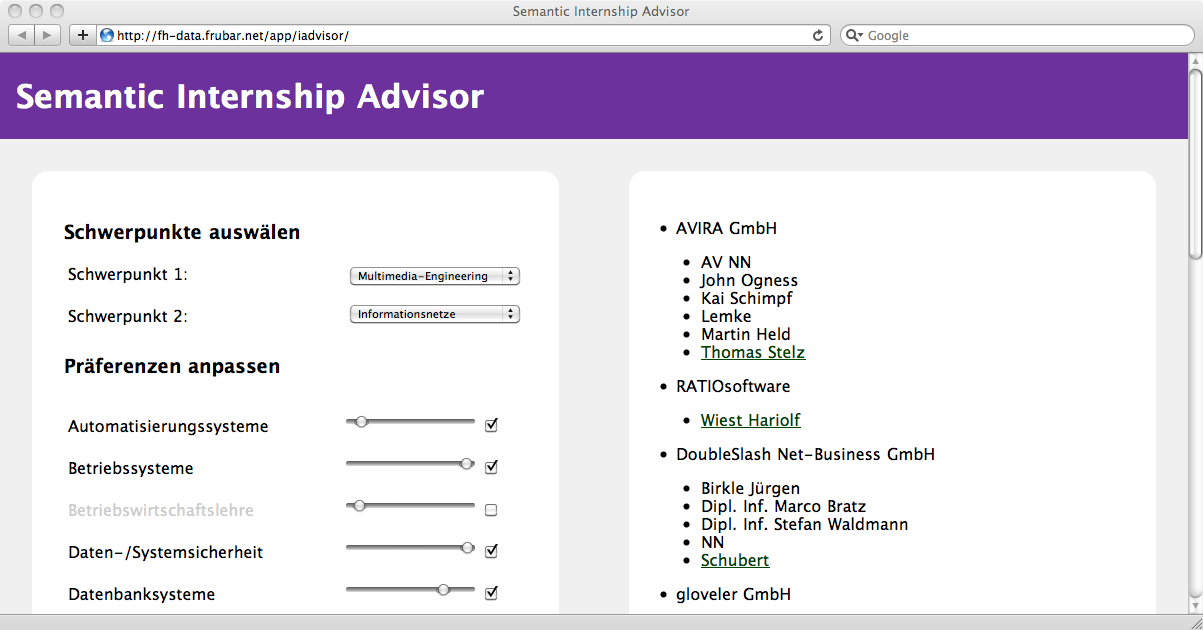 Semantic Internship Advisor
http://fh-data.frubar.net/app/iadvisor/
Google
Semantic Internship Advisor
Schwerpunkte auswälen
Schwerpunkt 1: Multimedia-Engineering
Schwerpunkt 2: Informationsnetze
Präferenzen anpassen
Automatisierungssysteme
Betriebssysteme
Betriebswirtschaftslehre
Daten-/Systemsicherheit
Datenbanksysteme
AVIRA GmbH
AV NN
John Ogness
Kai Schimpf
Lemke
Martin Held
Thomas Stelz
RATIOsoftware
Wiest Hariolf
DoubleSlash Net-Business GmbH
Birkle Jürgen
Dipl. Inf. Marco Bratz
Dipl. Inf. Stefan Waldmann
NN
Schubert
gloveler GmbH